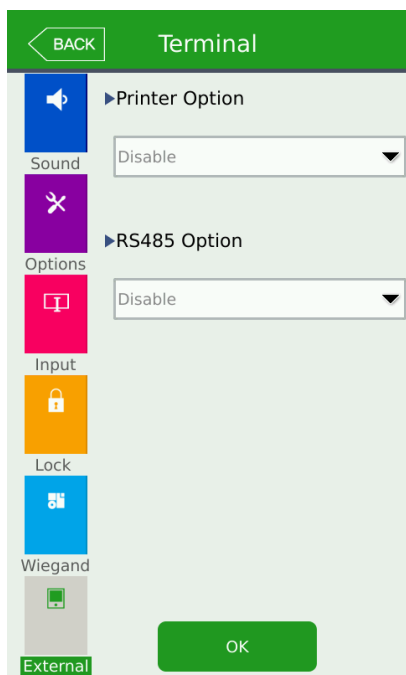 BACK
Terminal
Sound
Options
Input
Lock
Wiegand
External
Printer Option
Disable
RS485 Option
Disable
OK